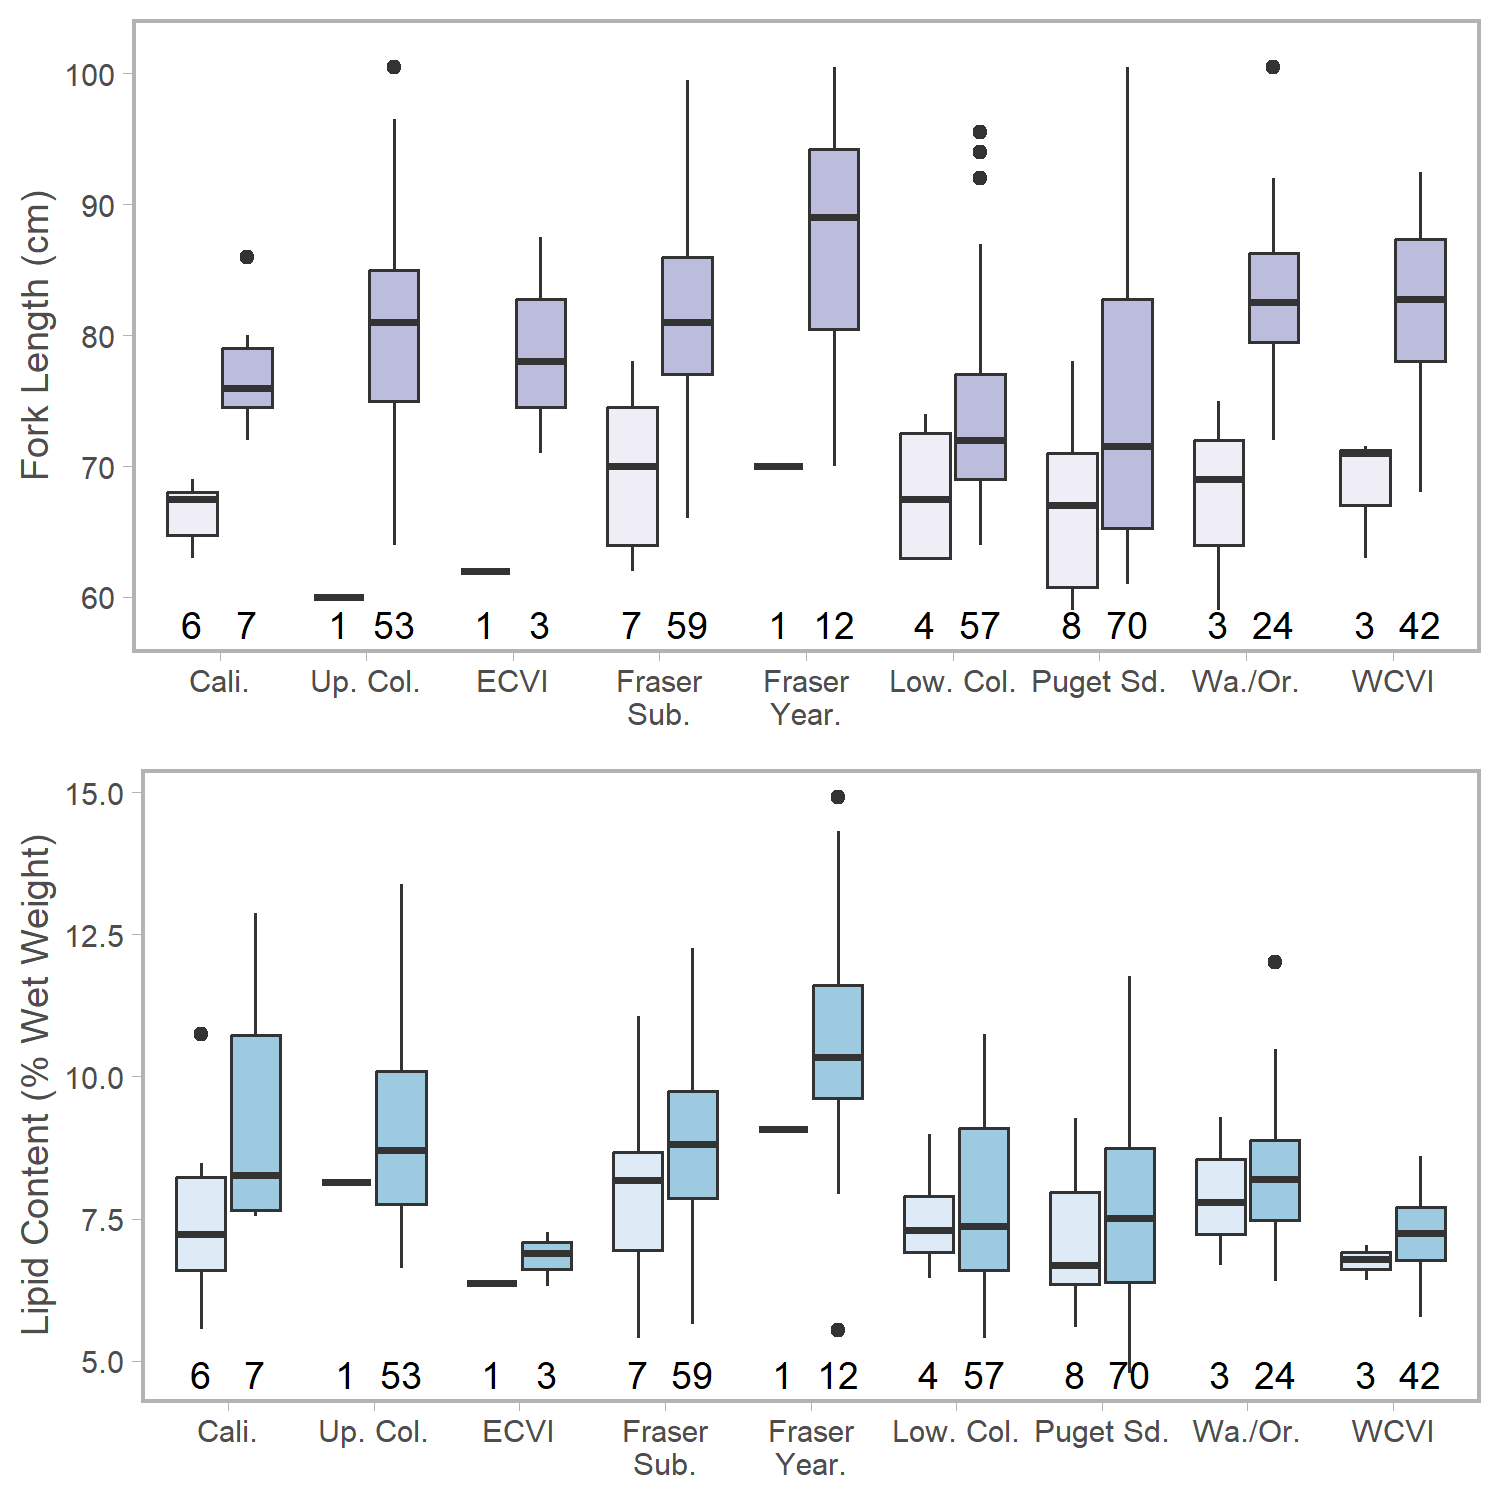 Fork Length (cm)
100
90
80
70
60
6 7 1 53 1 3 7 59 1 12 4 57 8 70 3 24 3 42
Cali. Up. Col. ECVI Fraser Fraser Low. Col. Puget Sd. Wa./Or. WCVI
Sub. Year.
Lipid Content (% Wet Weight)
15.0
12.5
10.0
7.5
5.0
6 7 1 53 1 3 7 59 1 12 4 57 8 70 3 24 3 42
Cali. Up. Col. ECVI Fraser Fraser Low. Col. Puget Sd. Wa./Or. WCVI
Sub. Year.